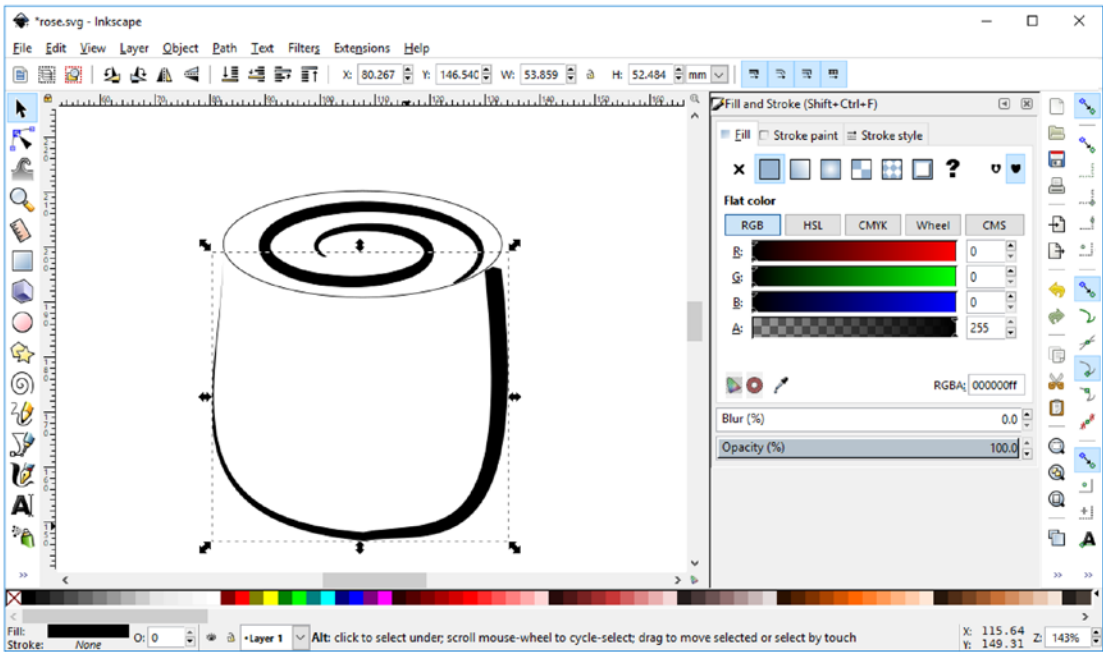 *rose.svg - Inkscape
File Edit View Layer Object Path Text Filters Extensions Help
X: 80.267 Y: 146.540 W: 53.859 H: 52.484 mm
Fill and Stroke (Shift+Ctrl+F)
Fill Stroke paint Stroke style
?
Flat color
RGB HSL CMYK Wheel CMS
R: 0
G: 0
B: 0
A: 255
RGBA: 000000ff
Blur (%) 0.0
Opacity (%) 100.0
Fill: O: 0 •Layer 1 Alt: click to select under; scroll mouse-wheel to cycle-select; drag to move selected or select by touch X: 115.64 Z: 143%
Stroke: None Y: 149.31